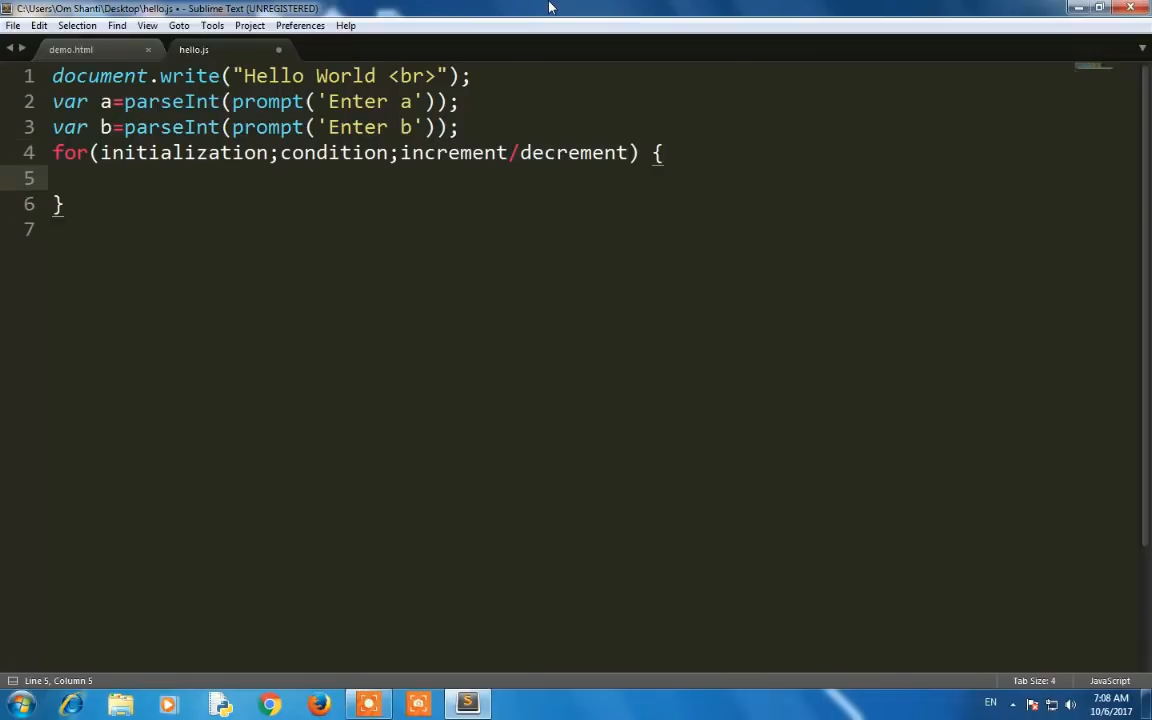 C:\Users\Om Shanti\Desktop\hello.js • - Sublime Text (UNREGISTERED)
File Edit Selection Find View Goto Tools Project Preferences Help
demo.html hello.js
1 document.write("Hello World <br>");
2 var a=parseInt(prompt('Enter a'));
3 var b=parseInt(prompt('Enter b'));
4 for(initialization;condition;increment/decrement) {
5
6 }
7
Line 5, Column 5 Tab Size: 4 JavaScript
EN 7:08 AM
10/6/2017